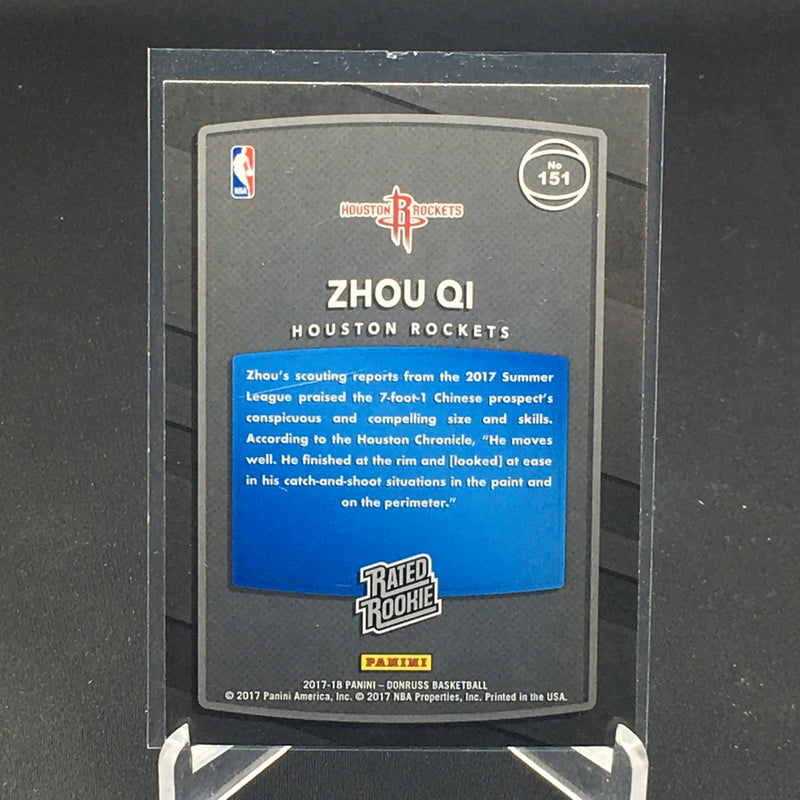 No
151
NBA
HOUSTON R ROCKETS
ZHOU QI
HOUSTON ROCKETS
Zhou's scouting reports from the 2017 Summer
League praised the 7-foot-1 Chinese prospect's
conspicuous and compelling size and skills.
According to the Houston Chronicle, “He moves
well. He finished at the rim and [looked] at ease
in his catch-and-shoot situations in the paint and
on the perimeter.”
RATED
ROOKIE
PANINI
2017-18 PANINI – DONRUSS BASKETBALL
© 2017 Panini America, Inc. © 2017 NBA Properties, Inc. Printed in the USA.